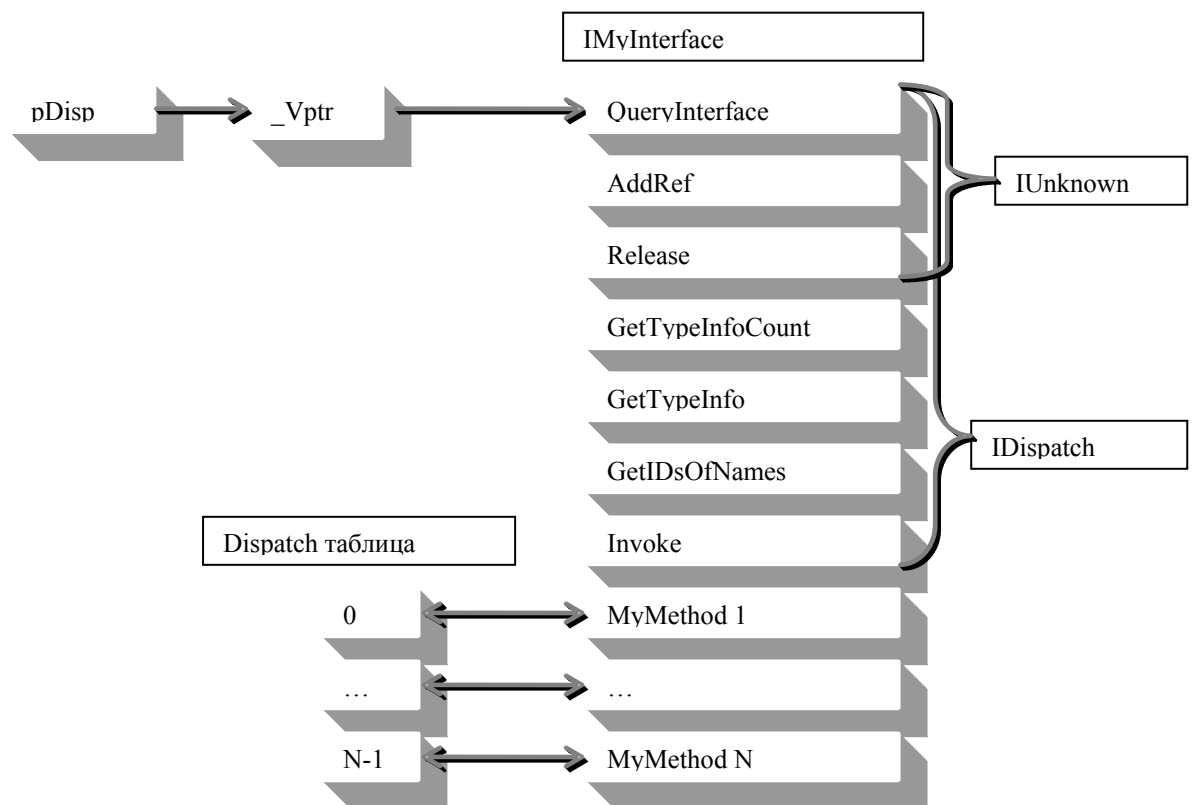 IMyInterface
pDisp
_Vptr
QueryInterface
AddRef
IUnknown
Release
GetTypeInfoCount
GetTypeInfo
IDispatch
GetIDsOfNames
Dispatch таблица
Invoke
0
MyMethod 1
…
…
N-1
MyMethod N